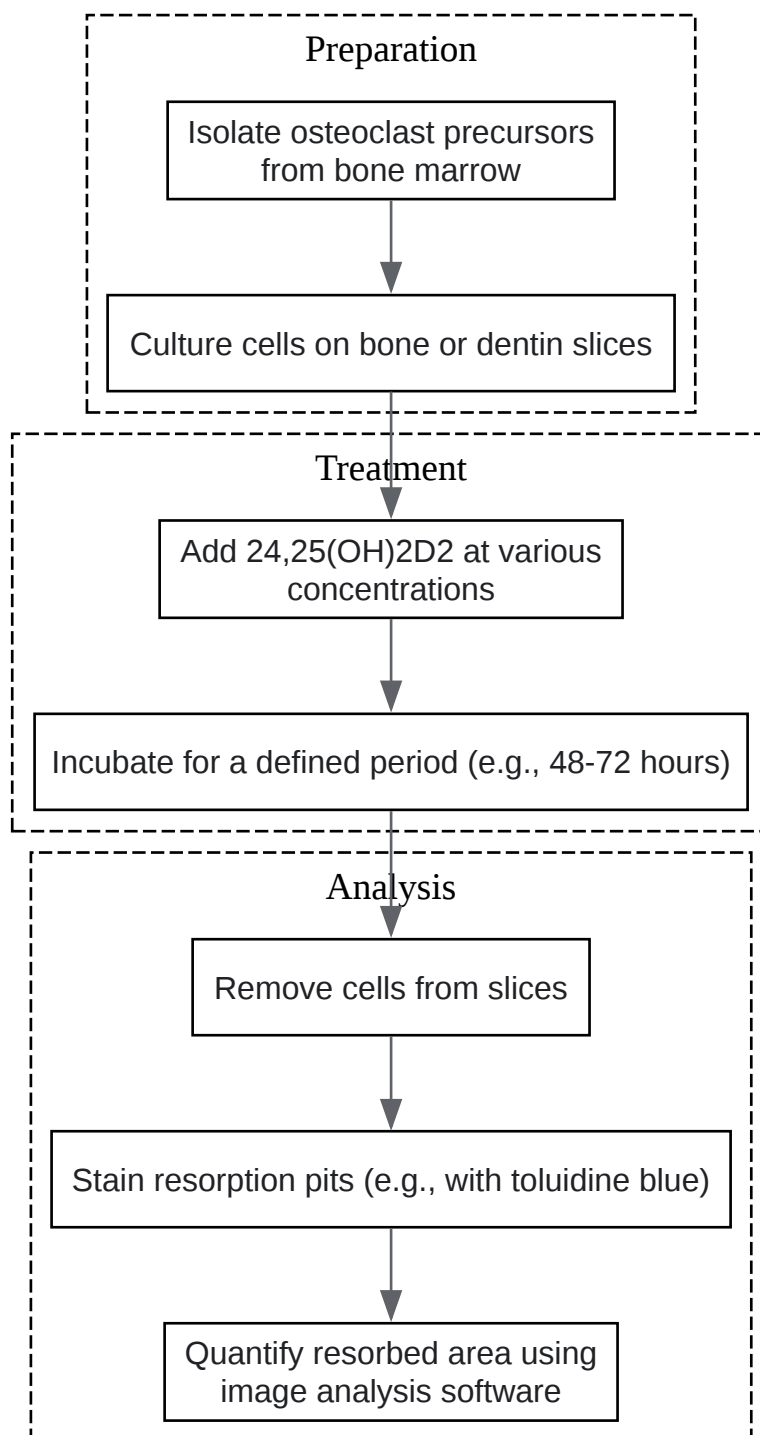 Preparation
Isolate osteoclast precursors
from bone marrow
Culture cells on bone or dentin slices
Treatment
Add 24,25(OH)2D2 at various
concentrations
Incubate for a defined period (e.g., 48-72 hours)
Analysis
Remove cells from slices
Stain resorption pits (e.g., with toluidine blue)
Quantify resorbed area using
image analysis software